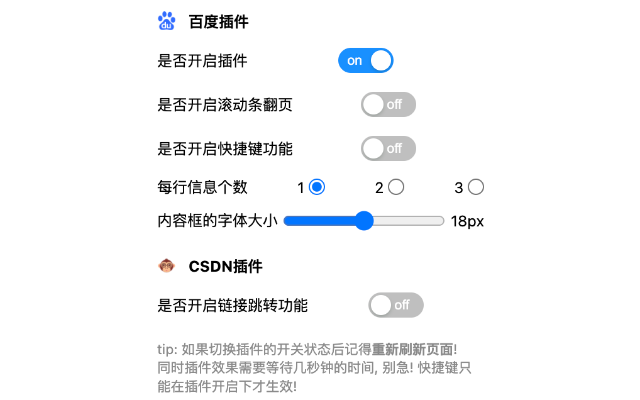 du 百度插件
是否开启插件 on
是否开启滚动条翻页 off
是否开启快捷键功能 off
每行信息个数 1 2 3
内容框的字体大小 18px
CSDN插件
是否开启链接跳转功能 off
tip: 如果切换插件的开关状态后记得重新刷新页面!
同时插件效果需要等待几秒钟的时间, 别急! 快捷键只
能在插件开启下才生效!